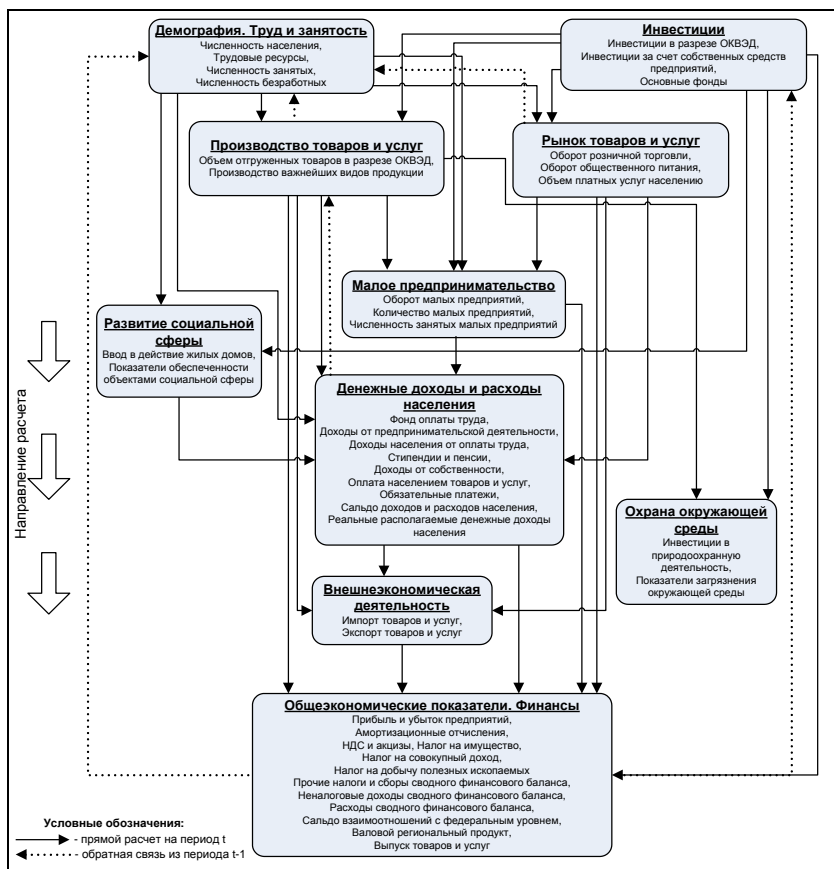 Демография. Труд и занятость
Численность населения,
Трудовые ресурсы,
Численность занятых,
Численность безработных
Инвестиции
Инвестиции в разрезе ОКВЭД,
Инвестиции за счет собственных средств
предприятий,
Основные фонды
Производство товаров и услуг
Объем отгруженных товаров в разрезе ОКВЭД,
Производство важнейших видов продукции
Рынок товаров и услуг
Оборот розничной торговли,
Оборот общественного питания,
Объем платных услуг населению
Малое предпринимательство
Оборот малых предприятий,
Количество малых предприятий,
Численность занятых малых предприятий
Развитие социальной
сферы
Ввод в действие жилых домов,
Показатели обеспеченности
объектами социальной сферы
Направление расчета
Денежные доходы и расходы
населения
Фонд оплаты труда,
Доходы от предпринимательской деятельности,
Доходы населения от оплаты труда,
Стипендии и пенсии,
Доходы от собственности,
Оплата населением товаров и услуг,
Обязательные платежи,
Сальдо доходов и расходов населения,
Реальные располагаемые денежные доходы
населения
Охрана окружающей
среды
Инвестиции в
природоохранную
деятельность,
Показатели загрязнения
окружающей среды
Внешнеэкономическая
деятельность
Импорт товаров и услуг,
Экспорт товаров и услуг
Общеэкономические показатели. Финансы
Прибыль и убыток предприятий,
Амортизационные отчисления,
НДС и акцизы, Налог на имущество,
Налог на совокупный доход,
Налог на добычу полезных ископаемых
Прочие налоги и сборы сводного финансового баланса,
Неналоговые доходы сводного финансового баланса,
Расходы сводного финансового баланса,
Сальдо взаимоотношений с федеральным уровнем,
Валовой региональный продукт,
Выпуск товаров и услуг
Условные обозначения:
- прямой расчет на период t
- обратная связь из периода t-1